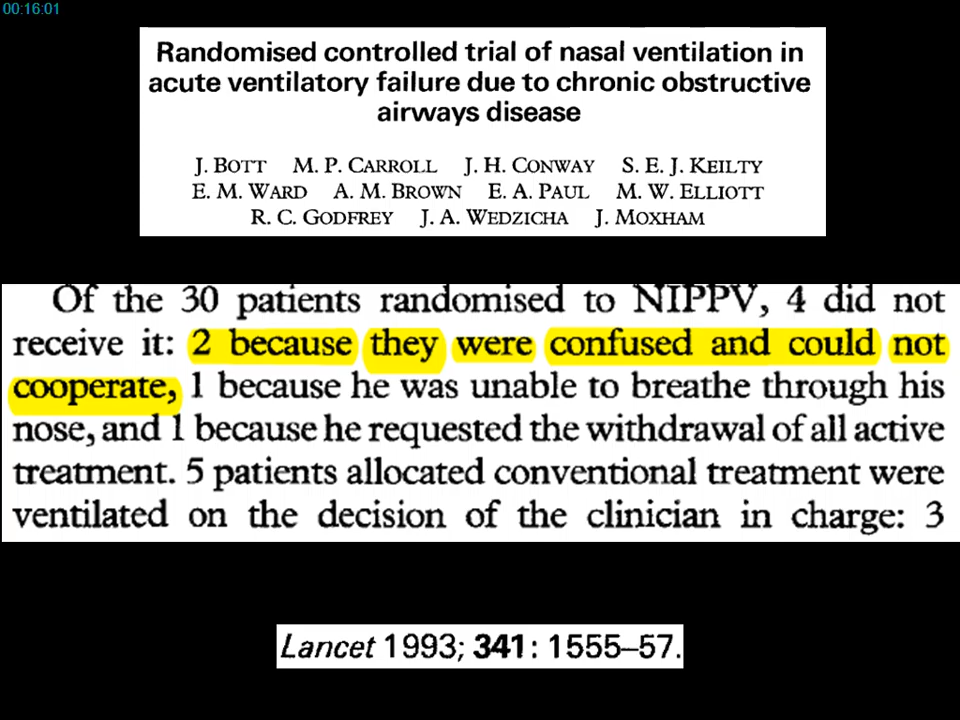 00:16:01
Randomised controlled trial of nasal ventilation in
acute ventilatory failure due to chronic obstructive
airways disease
J. BOTT M. P. CARROLL J. H. CONWAY S. E. J. KEILTY
E. M. WARD A. M. BROWN E. A. PAUL M. W. ELLIOTT
R. C. GODFREY J. A. WEDZICHA J. MOXHAM
Of the 30 patients randomised to NIPPV, 4 did not
receive it: 2 because they were confused and could not
cooperate, 1 because he was unable to breathe through his
nose, and 1 because he requested the withdrawal of all active
treatment. 5 patients allocated conventional treatment were
ventilated on the decision of the clinician in charge: 3
Lancet 1993; 341: 1555–57.